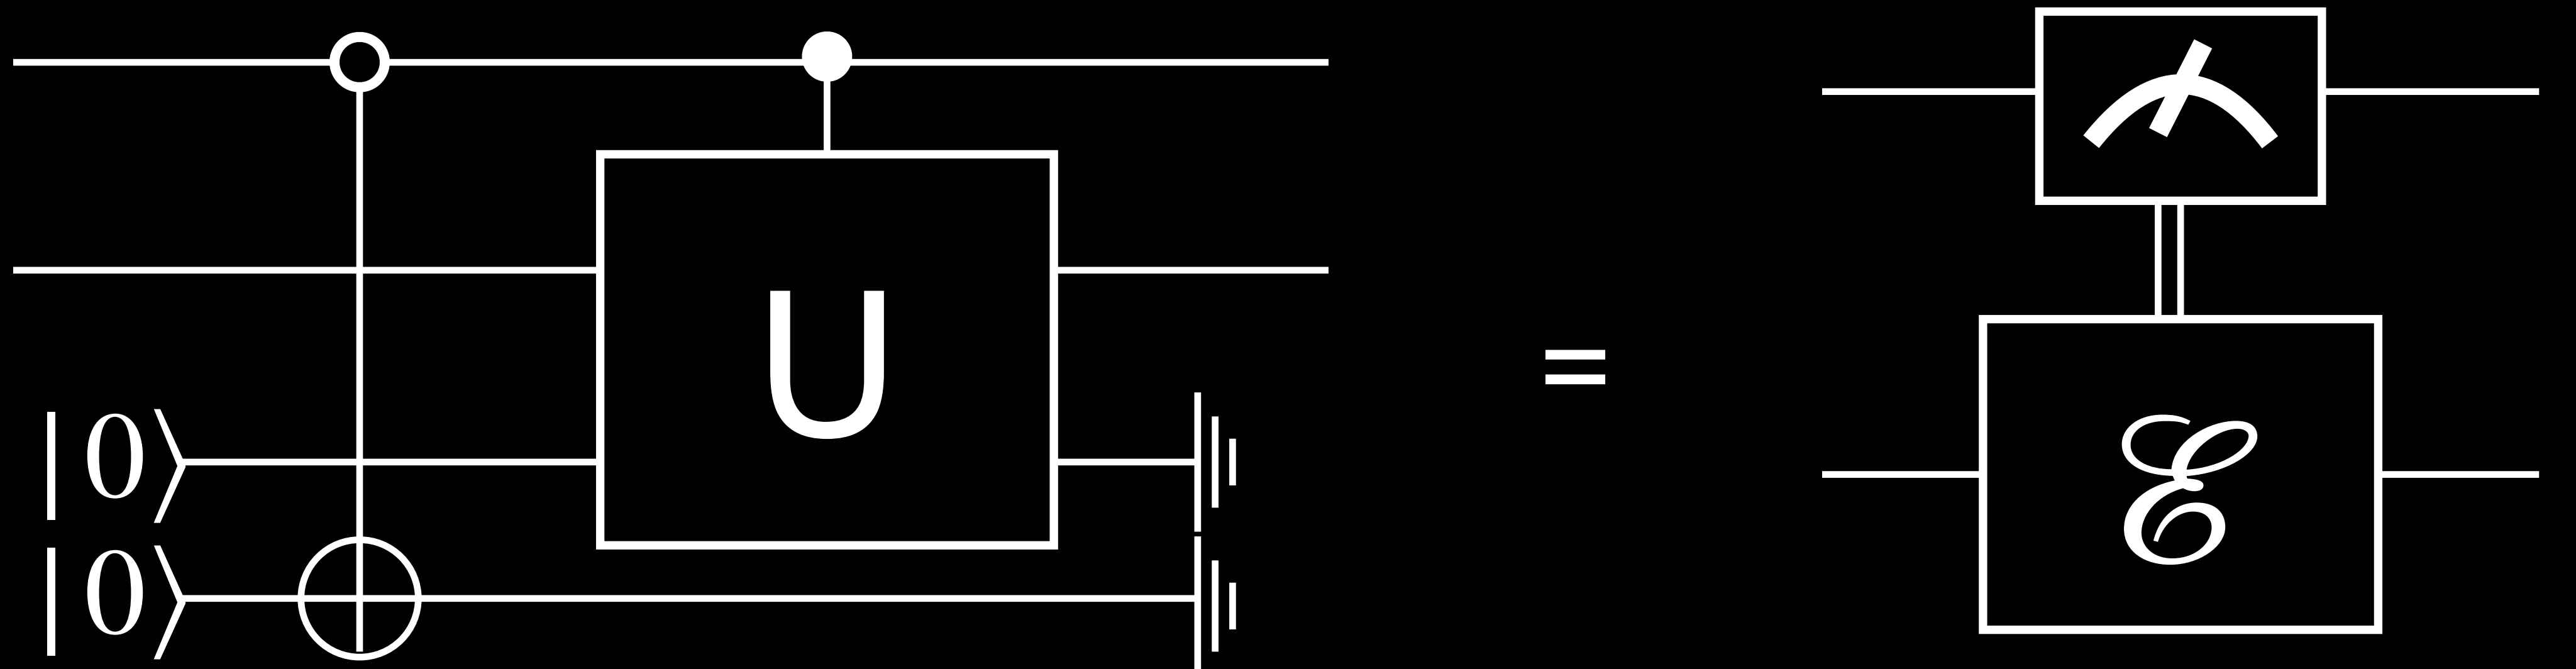 U
=
ℰ
|0⟩
|0⟩